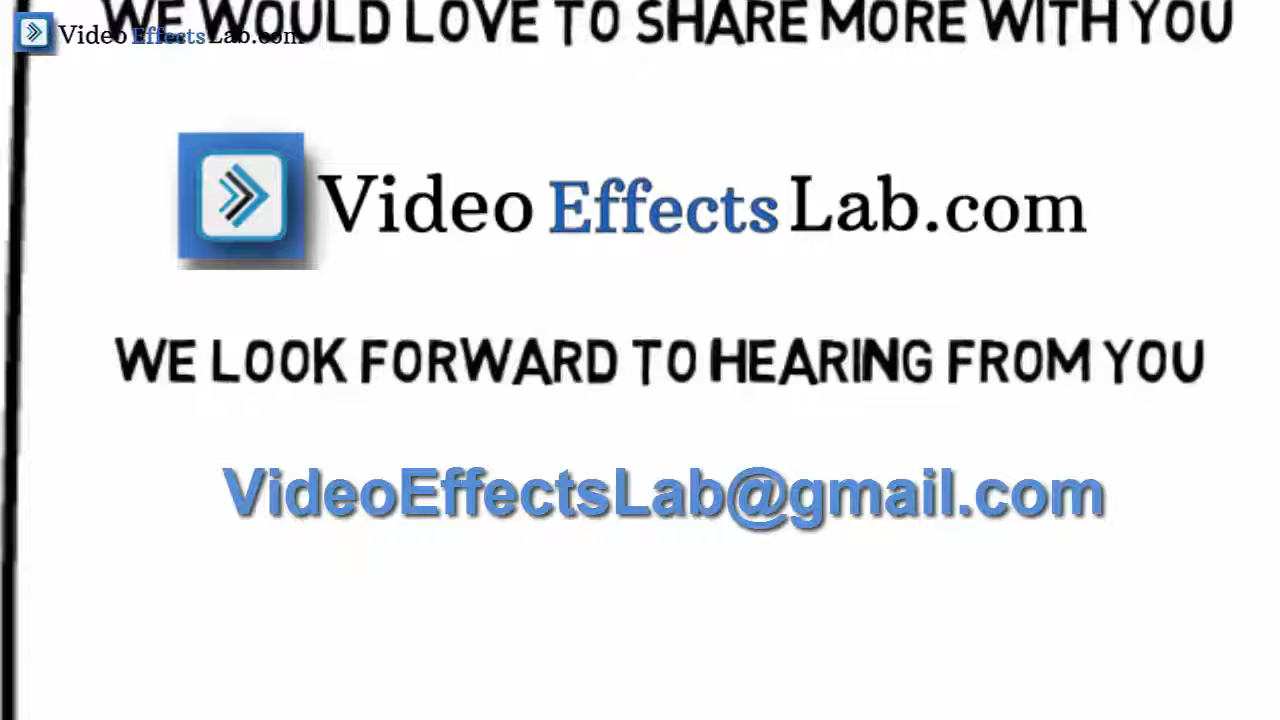 WE WOULD LOVE TO SHARE MORE WITH YOU
Video Effects Lab.com
Video Effects Lab.com
WE LOOK FORWARD TO HEARING FROM YOU
VideoEffectsLab@gmail.com